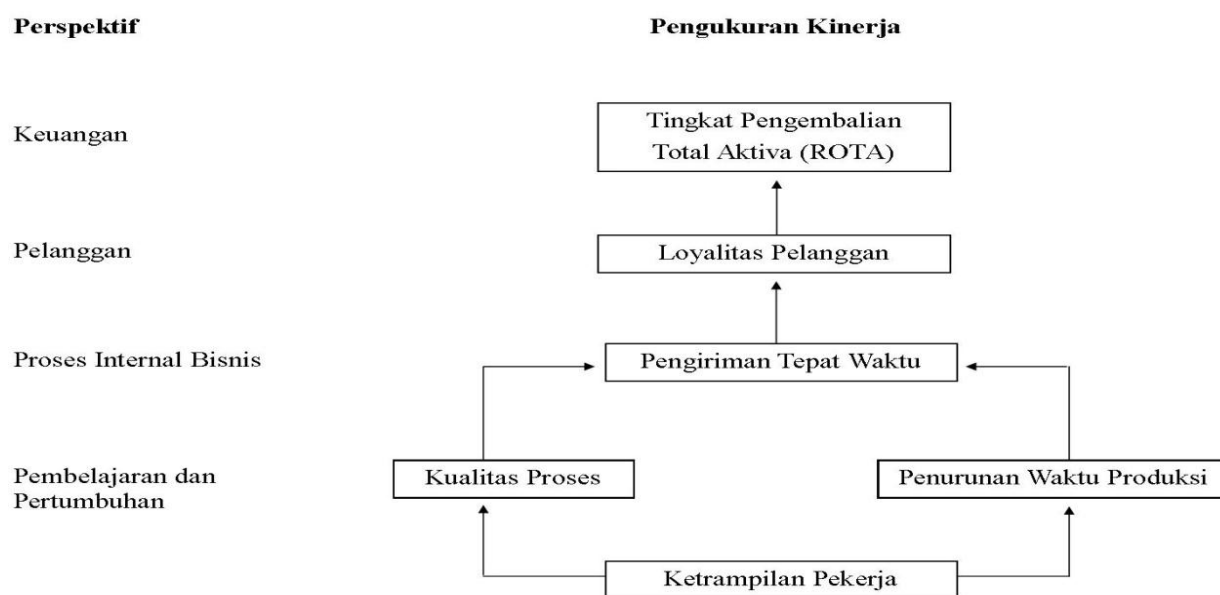 Perspektif
Pengukuran Kinerja
Keuangan
Tingkat Pengembalian
Total Aktiva (ROTA)
Pelanggan
Loyalitas Pelanggan
Proses Internal Bisnis
Pengiriman Tepat Waktu
Pembelajaran dan
Pertumbuhan
Kualitas Proses
Penurunan Waktu Produksi
Ketrampilan Pekerja